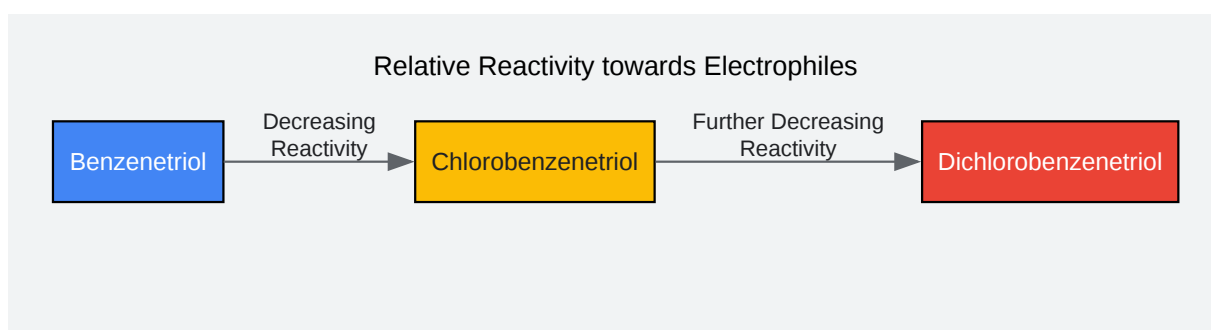 Relative Reactivity towards Electrophiles
Benzenetriol
Decreasing
Reactivity
Chlorobenzenetriol
Further Decreasing
Reactivity
Dichlorobenzenetriol